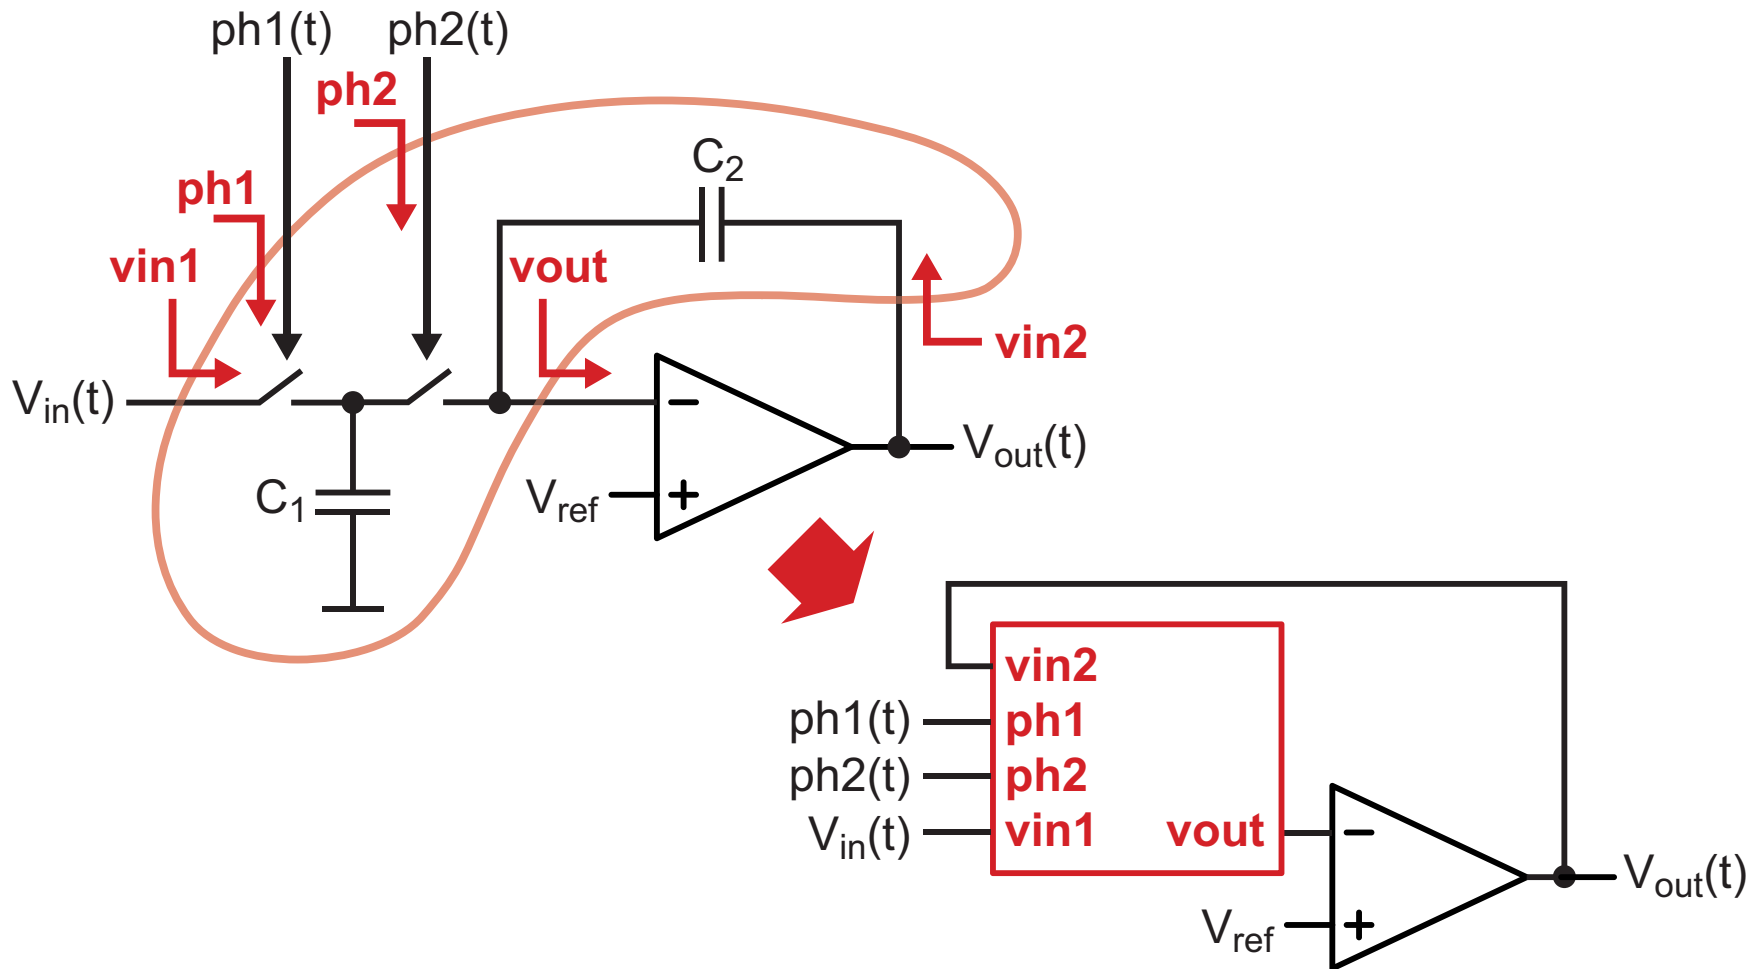 ph1(t) ph2(t)
ph2
ph1
C2
vin1
vout
vin2
Vin(t)
−
Vout(t)
C1
Vref
+
vin2
ph1(t)
ph1
ph2(t)
ph2
Vin(t)
vin1
vout
−
Vout(t)
Vref
+